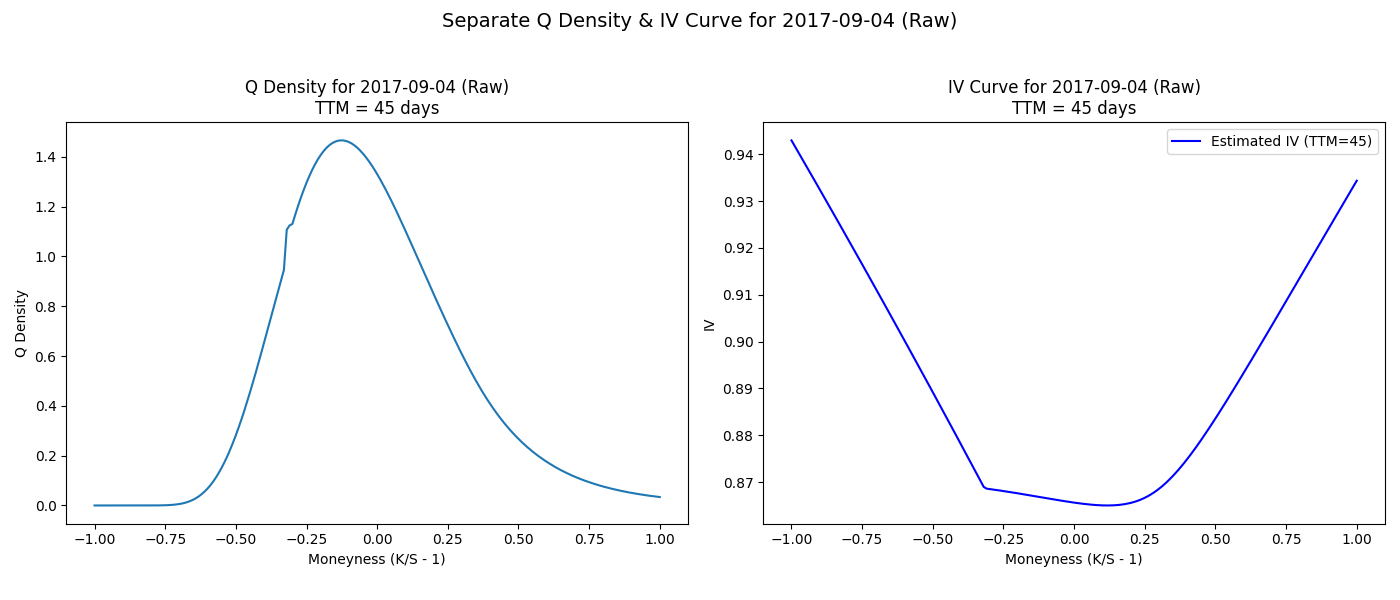 Separate Q Density & IV Curve for 2017-09-04 (Raw)
Q Density for 2017-09-04 (Raw)
TTM = 45 days
Q Density
1.4
1.2
1.0
0.8
0.6
0.4
0.2
0.0
−1.00 −0.75 −0.50 −0.25 0.00 0.25 0.50 0.75 1.00
Moneyness (K/S - 1)
IV Curve for 2017-09-04 (Raw)
TTM = 45 days
Estimated IV (TTM=45)
IV
0.94
0.93
0.92
0.91
0.90
0.89
0.88
0.87
−1.00 −0.75 −0.50 −0.25 0.00 0.25 0.50 0.75 1.00
Moneyness (K/S - 1)